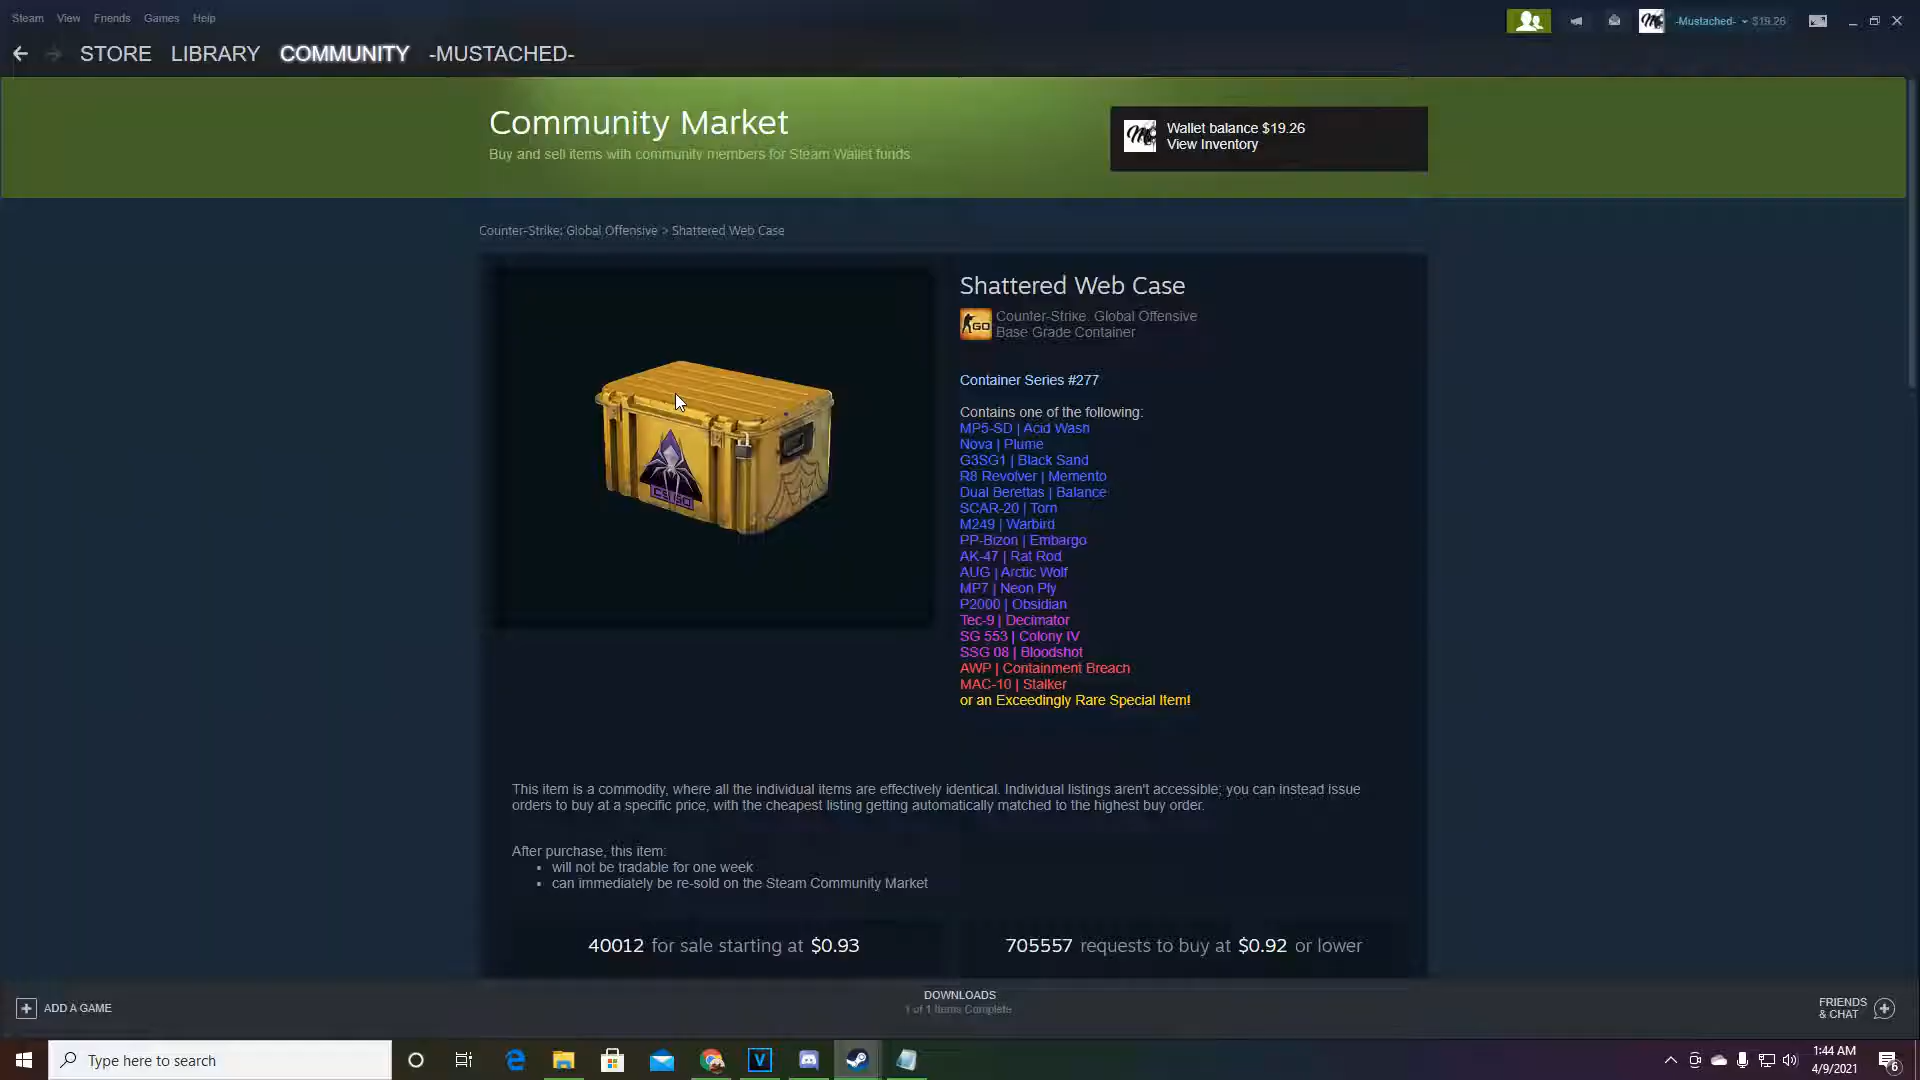 Steam View Friends Games Help
-Mustached- $19.26
STORE LIBRARY COMMUNITY -MUSTACHED-
Community Market
Buy and sell items with community members for Steam Wallet funds
Wallet balance $19.26
View Inventory
Counter-Strike: Global Offensive > Shattered Web Case
Shattered Web Case
GO
Counter-Strike: Global Offensive
Base Grade Container
Container Series #277
Contains one of the following:
MP5-SD | Acid Wash
Nova | Plume
G3SG1 | Black Sand
R8 Revolver | Memento
Dual Berettas | Balance
SCAR-20 | Torn
M249 | Warbird
PP-Bizon | Embargo
AK-47 | Rat Rod
AUG | Arctic Wolf
MP7 | Neon Ply
P2000 | Obsidian
Tec-9 | Decimator
SG 553 | Colony IV
SSG 08 | Bloodshot
AWP | Containment Breach
MAC-10 | Stalker
or an Exceedingly Rare Special Item!
CS:GO
This item is a commodity, where all the individual items are effectively identical. Individual listings aren't accessible; you can instead issue
orders to buy at a specific price, with the cheapest listing getting automatically matched to the highest buy order.
After purchase, this item:
• will not be tradable for one week
• can immediately be re-sold on the Steam Community Market
40012 for sale starting at $0.93
705557 requests to buy at $0.92 or lower
ADD A GAME
DOWNLOADS
1 of 1 Items Complete
FRIENDS
& CHAT
Type here to search
V
1:44 AM
4/9/2021
6